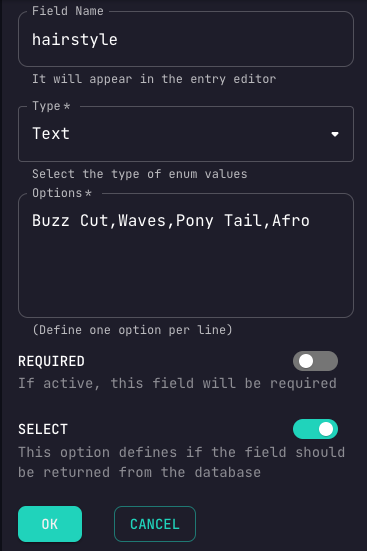 Field Name
hairstyle
It will appear in the entry editor
Type*
Text
Select the type of enum values
Options*
Buzz Cut,Waves,Pony Tail,Afro
(Define one option per line)
REQUIRED
If active, this field will be required
SELECT
This option defines if the field should
be returned from the database
OK
CANCEL